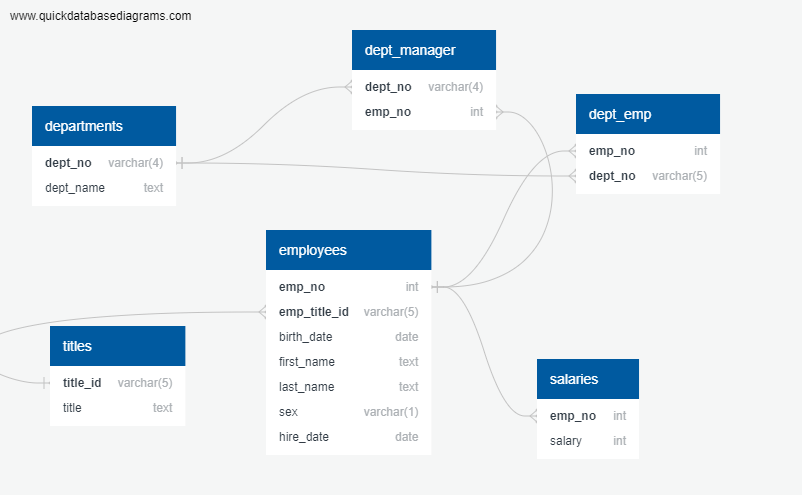 www.quickdatabasediagrams.com
dept_manager
dept_no varchar(4)
emp_no int
departments
dept_no varchar(4)
dept_name text
dept_emp
emp_no int
dept_no varchar(5)
employees
emp_no int
emp_title_id varchar(5)
birth_date date
first_name text
last_name text
sex varchar(1)
hire_date date
titles
title_id varchar(5)
title text
salaries
emp_no int
salary int